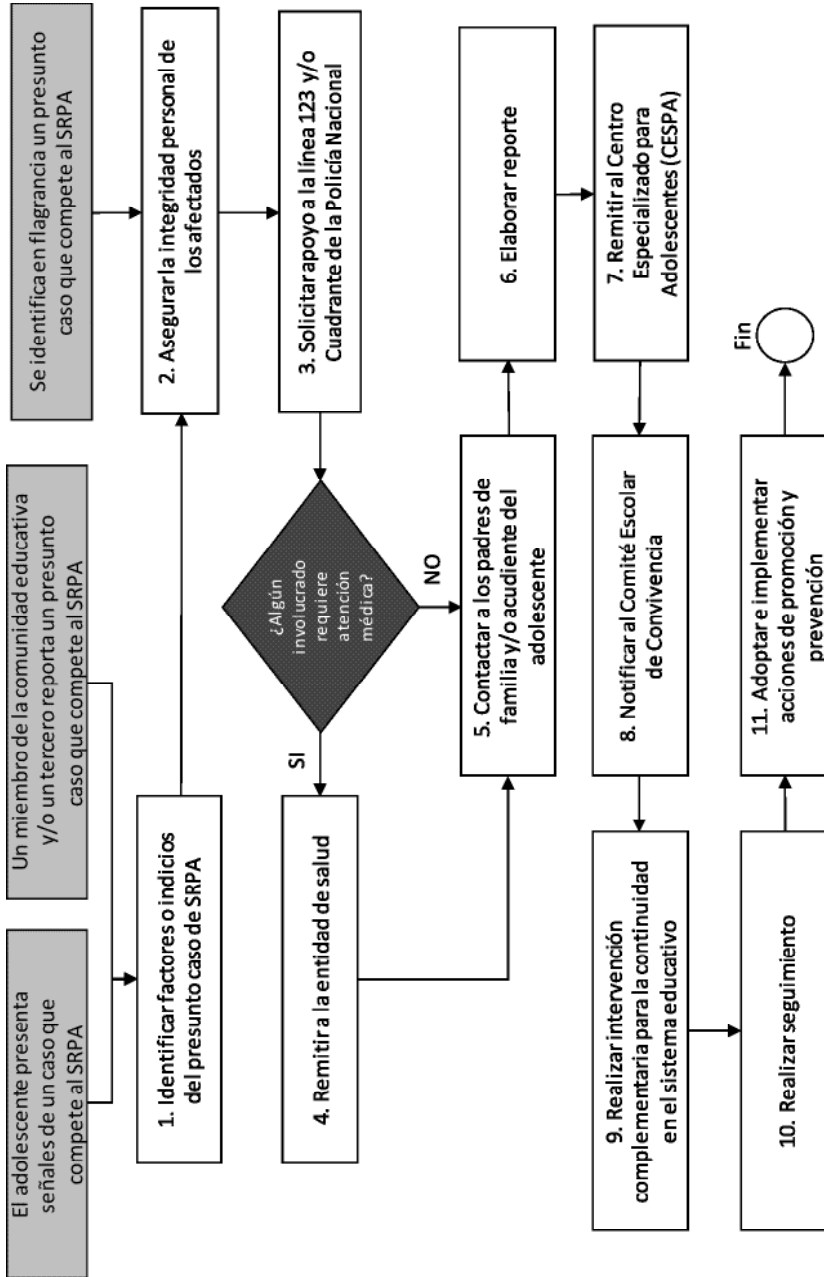 El adolescente presenta
señales de un caso que
compete al SRPA
Un miembro de la comunidad educativa
y/o un tercero reporta un presunto
caso que compete al SRPA
Se identifica en flagrancia un presunto
caso que compete al SRPA
1. Identificar factores o indicios
del presunto caso de SRPA
2. Asegurar la integridad personal de
los afectados
3. Solicitar apoyo a la línea 123 y/o
Cuadrante de la Policía Nacional
¿Algún
involucrado
requiere
atención
médica?
SI
NO
4. Remitir a la entidad de salud
5. Contactar a los padres de
familia y/o acudiente del
adolescente
6. Elaborar reporte
7. Remitir al Centro
Especializado para
Adolescentes (CESPA)
8. Notificar al Comité Escolar
de Convivencia
9. Realizar intervención
complementaria para la continuidad
en el sistema educativo
10. Realizar seguimiento
11. Adoptar e implementar
acciones de promoción y
prevención
Fin